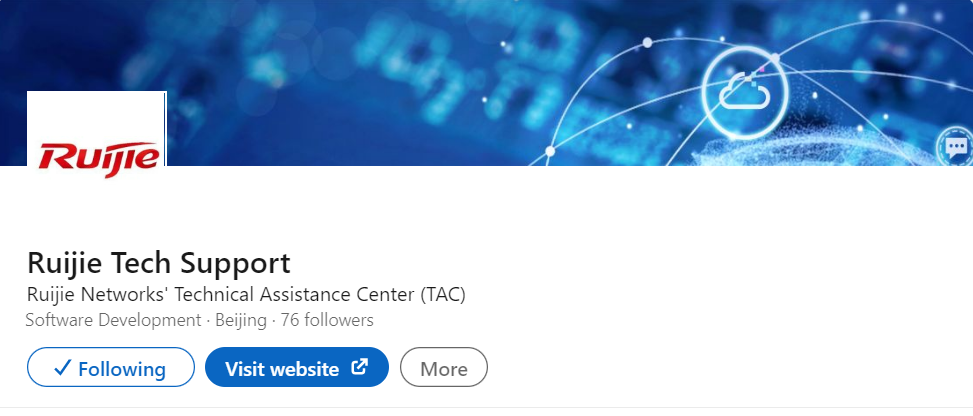 Ruijie
Ruijie Tech Support
Ruijie Networks' Technical Assistance Center (TAC)
Software Development · Beijing · 76 followers
Following
Visit website
More